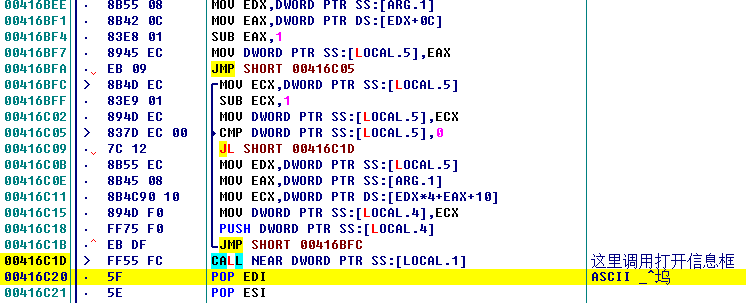 00416BEE · 8B55 08 MOV EDX,DWORD PTR SS:[ARG.1]
00416BF1 · 8B42 0C MOV EAX,DWORD PTR DS:[EDX+0C]
00416BF4 · 83E8 01 SUB EAX,1
00416BF7 · 8945 EC MOV DWORD PTR SS:[LOCAL.5],EAX
00416BFA ·ˬ EB 09 JMP SHORT 00416C05
00416BFC > 8B4D EC MOV ECX,DWORD PTR SS:[LOCAL.5]
00416BFF · 83E9 01 SUB ECX,1
00416C02 · 894D EC MOV DWORD PTR SS:[LOCAL.5],ECX
00416C05 > 837D EC 00 CMP DWORD PTR SS:[LOCAL.5],0
00416C09 ·ˬ 7C 12 JL SHORT 00416C1D
00416C0B · 8B55 EC MOV EDX,DWORD PTR SS:[LOCAL.5]
00416C0E · 8B45 08 MOV EAX,DWORD PTR SS:[ARG.1]
00416C11 · 8B4C90 10 MOV ECX,DWORD PTR DS:[EDX*4+EAX+10]
00416C15 · 894D F0 MOV DWORD PTR SS:[LOCAL.4],ECX
00416C18 · FF75 F0 PUSH DWORD PTR SS:[LOCAL.4]
00416C1B ·^ EB DF JMP SHORT 00416BFC
00416C1D > FF55 FC CALL NEAR DWORD PTR SS:[LOCAL.1] 这里调用打开信息框
00416C20 · 5F POP EDI ASCII _^坞
00416C21 · 5E POP ESI